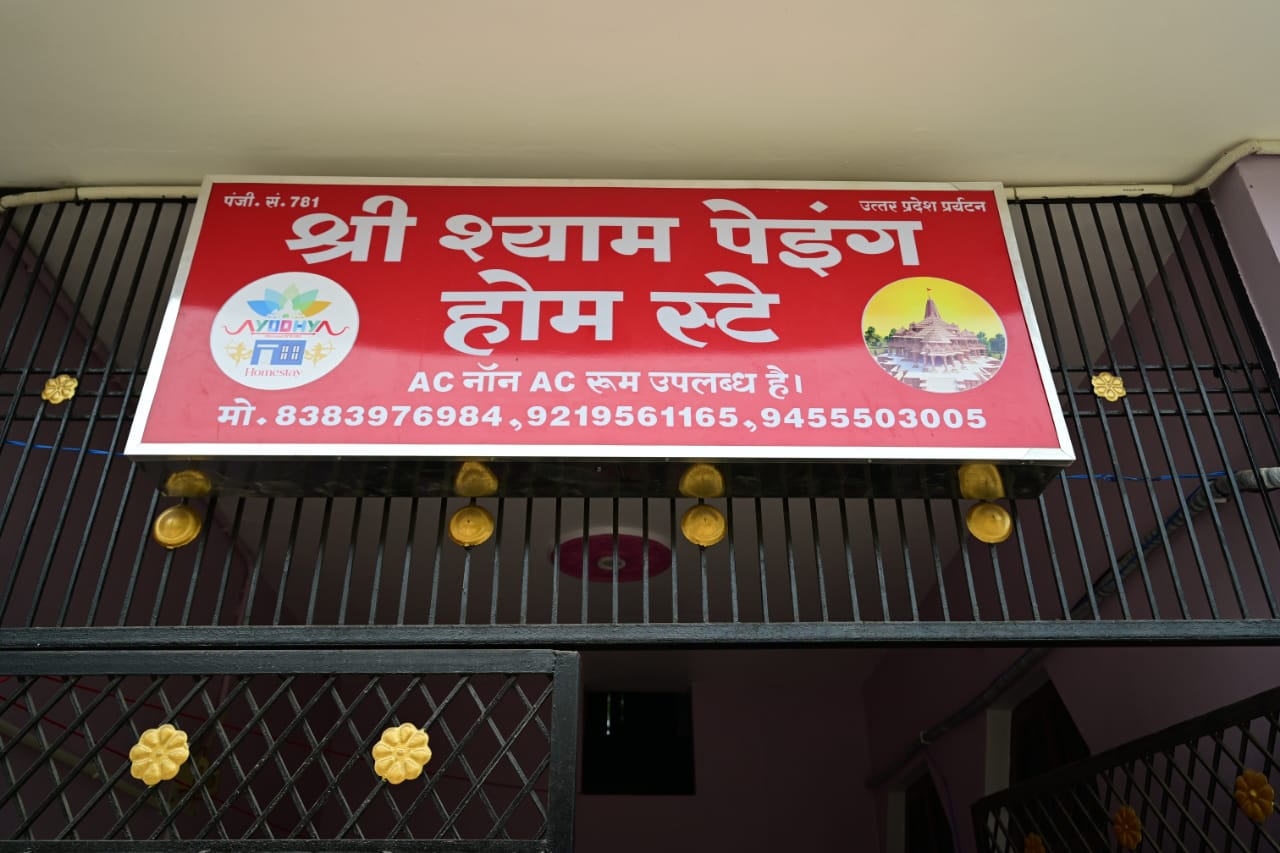 पंजी. सं. 781
उत्तर प्रदेश प्रर्यटन
श्री श्याम पेइंग
होम स्टे
AYODHYA
Homestay
AC नॉन AC रूम उपलब्ध है।
मो. 8383976984, 9219561165, 9455503005